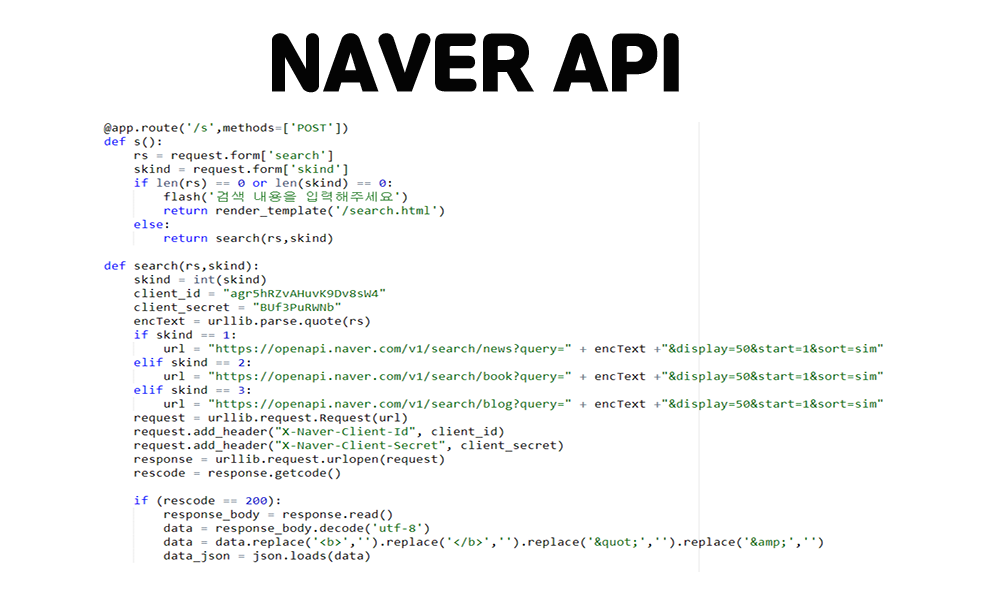 NAVER API
@app.route('/s',methods=['POST'])
def s():
    rs = request.form['search']
    skind = request.form['skind']
    if len(rs) == 0 or len(skind) == 0:
        flash('검색 내용을 입력해주세요')
        return render_template('/search.html')
    else:
        return search(rs,skind)
def search(rs,skind):
    skind = int(skind)
    client_id = "agr5hRZvAHuvK9Dv8sW4"
    client_secret = "BUf3PuRWNb"
    encText = urllib.parse.quote(rs)
    if skind == 1:
        url = "https://openapi.naver.com/v1/search/news?query=" + encText +"&display=50&start=1&sort=sim"
    elif skind == 2:
        url = "https://openapi.naver.com/v1/search/book?query=" + encText +"&display=50&start=1&sort=sim"
    elif skind == 3:
        url = "https://openapi.naver.com/v1/search/blog?query=" + encText +"&display=50&start=1&sort=sim"
    request = urllib.request.Request(url)
    request.add_header("X-Naver-Client-Id", client_id)
    request.add_header("X-Naver-Client-Secret", client_secret)
    response = urllib.request.urlopen(request)
    rescode = response.getcode()
    if (rescode == 200):
        response_body = response.read()
        data = response_body.decode('utf-8')
        data = data.replace('<b>','').replace('</b>','').replace('&quot;','').replace('&amp;','')
        data_json = json.loads(data)